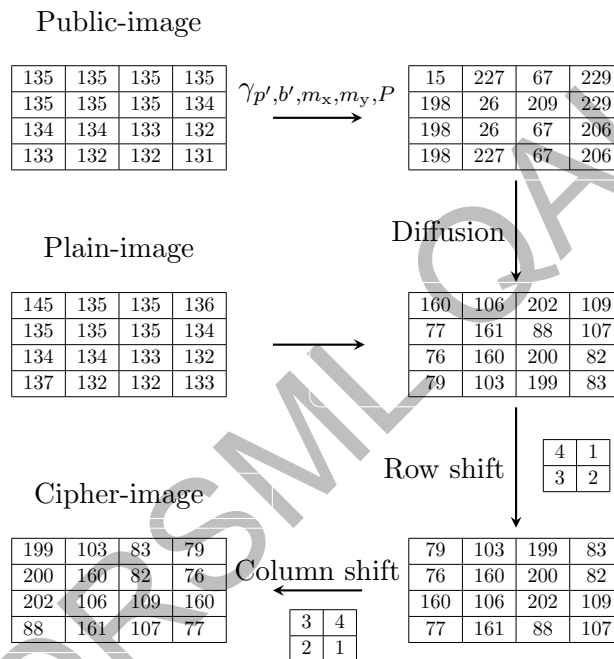 Public-image
135 135 135 135
135 135 135 134
134 134 133 132
133 132 132 131
γp′,b′,mx,my,P
15 227 67 229
198 26 209 229
198 26 67 206
198 227 67 206
Diffusion
Plain-image
145 135 135 136
135 135 135 134
134 134 133 132
137 132 132 133
160 106 202 109
77 161 88 107
76 160 200 82
79 103 199 83
Row shift
4 1
3 2
Cipher-image
199 103 83 79
200 160 82 76
202 106 109 160
88 161 107 77
Column shift
3 4
2 1
79 103 199 83
76 160 200 82
160 106 202 109
77 161 88 107